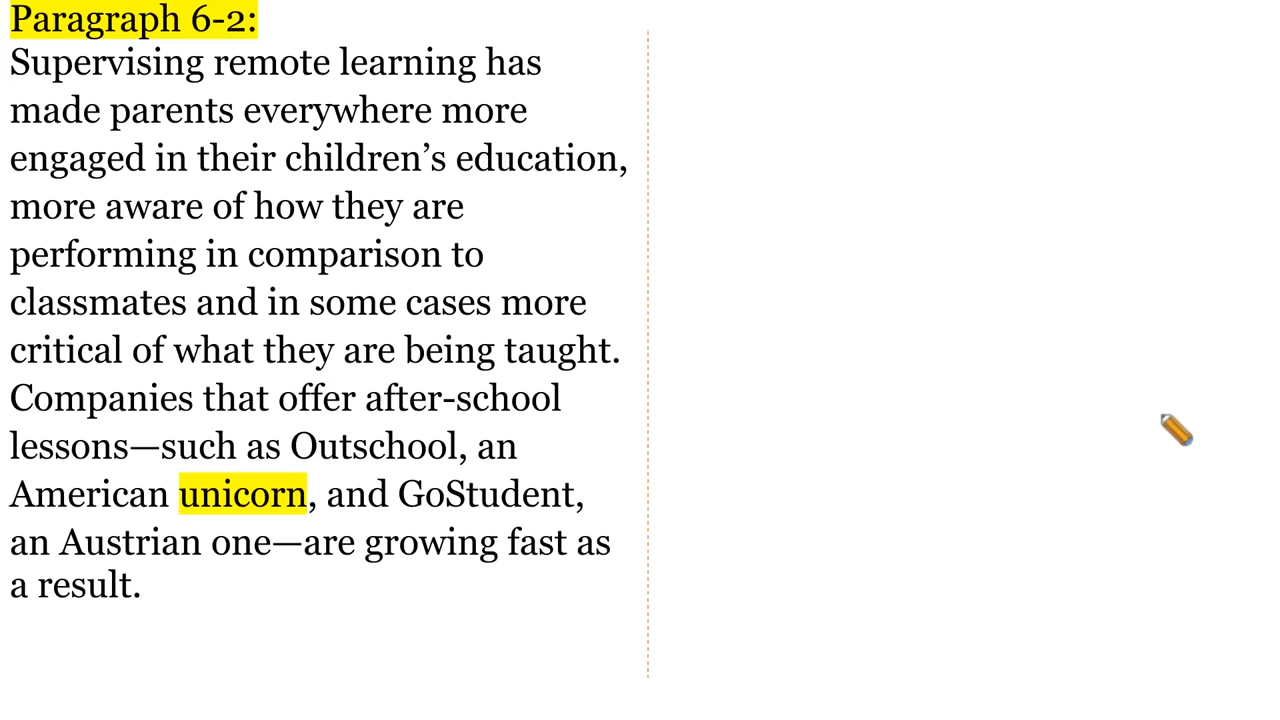 Paragraph 6-2:
Supervising remote learning has
made parents everywhere more
engaged in their children’s education,
more aware of how they are
performing in comparison to
classmates and in some cases more
critical of what they are being taught.
Companies that offer after-school
lessons—such as Outschool, an
American unicorn, and GoStudent,
an Austrian one—are growing fast as
a result.